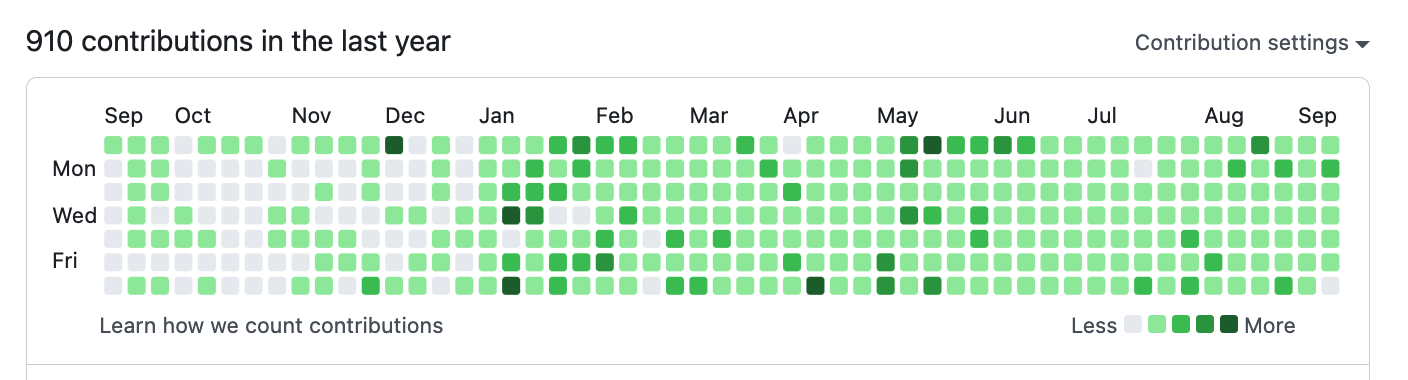 910 contributions in the last year
Contribution settings
Sep Oct Nov Dec Jan Feb Mar Apr May Jun Jul Aug Sep
Mon
Wed
Fri
Learn how we count contributions
Less More